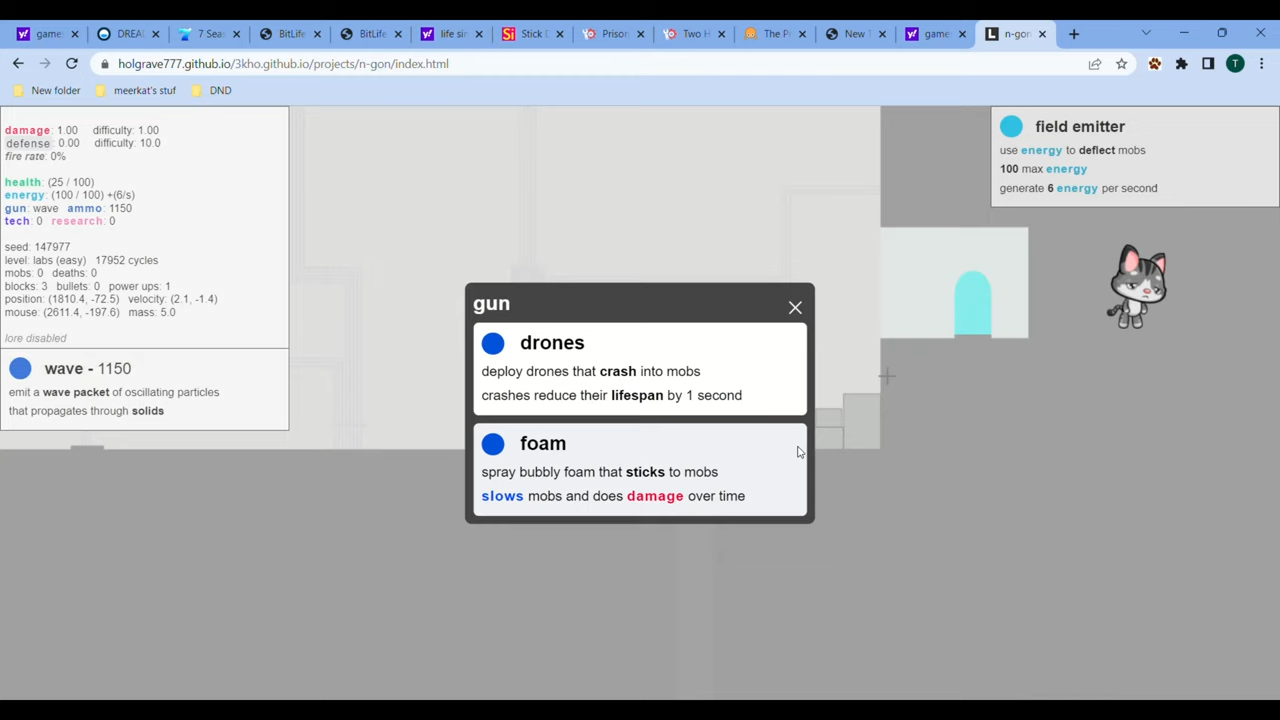 games
DREAD
7 Seas
BitLife
BitLife
life sin
Stick D
Prison
Two H
The Pr
New T
game
n-gon
holgrave777.github.io/3kho.github.io/projects/n-gon/index.html
T
New folder
meerkat's stuf
DND
damage: 1.00 difficulty: 1.00
defense: 0.00 difficulty: 10.0
fire rate: 0%
health: (25 / 100)
energy: (100 / 100) +(6/s)
gun: wave ammo: 1150
tech: 0 research: 0
seed: 147977
level: labs (easy) 17952 cycles
mobs: 0 deaths: 0
blocks: 3 bullets: 0 power ups: 1
position: (1810.4, -72.5) velocity: (2.1, -1.4)
mouse: (2611.4, -197.6) mass: 5.0
lore disabled
wave - 1150
emit a wave packet of oscillating particles
that propagates through solids
gun
drones
deploy drones that crash into mobs
crashes reduce their lifespan by 1 second
foam
spray bubbly foam that sticks to mobs
slows mobs and does damage over time
field emitter
use energy to deflect mobs
100 max energy
generate 6 energy per second